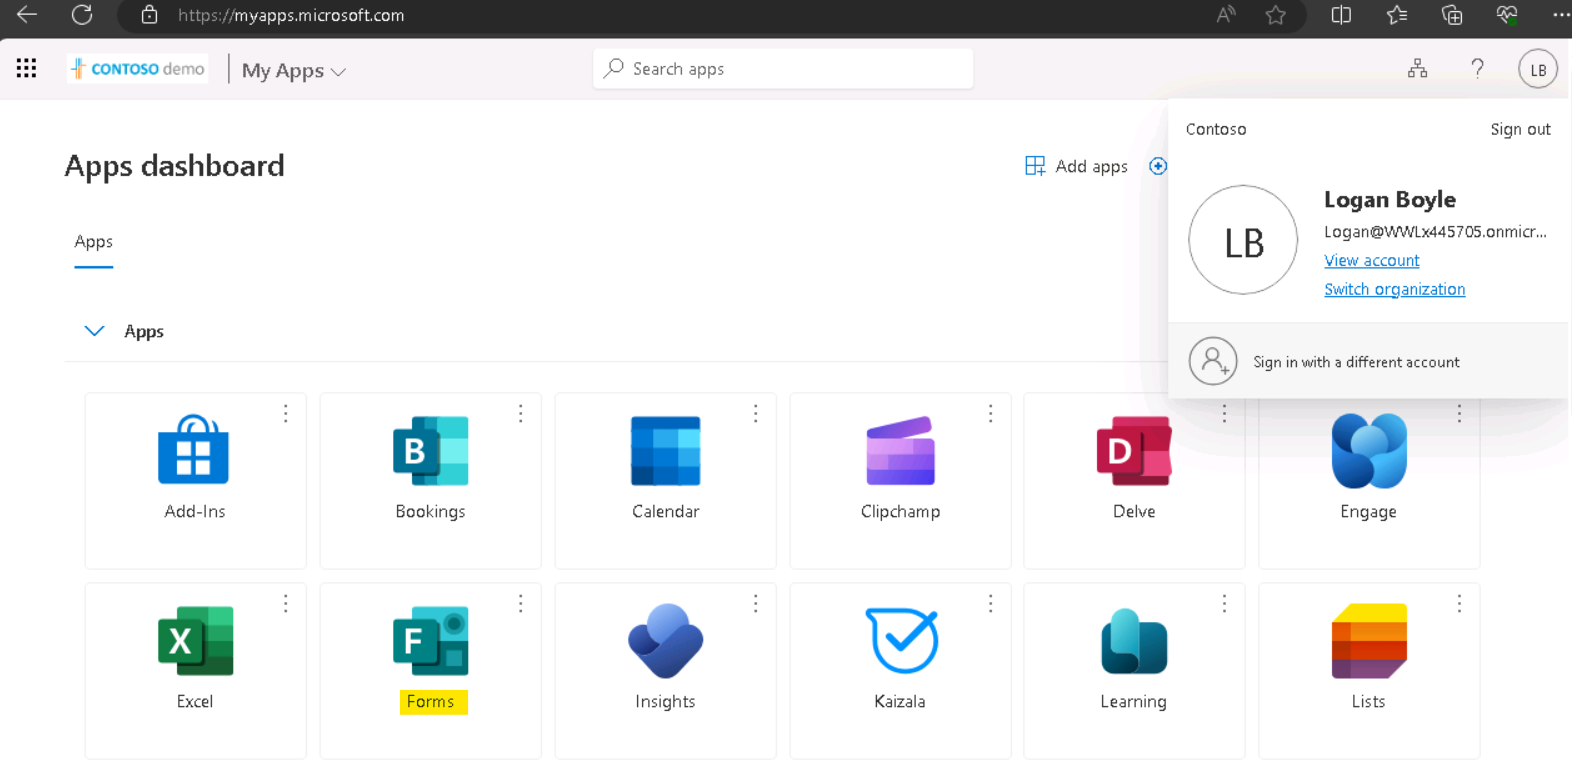 https://myapps.microsoft.com
CONTOSO demo
My Apps
Search apps
LB
Contoso
Sign out
Apps dashboard
Add apps
LB
Logan Boyle
Logan@WWLx445705.onmicr...
View account
Switch organization
Apps
Sign in with a different account
Apps
Add-Ins
B
Bookings
Calendar
Clipchamp
D
Delve
Engage
X
Excel
F
Forms
Insights
Kaizala
Learning
Lists